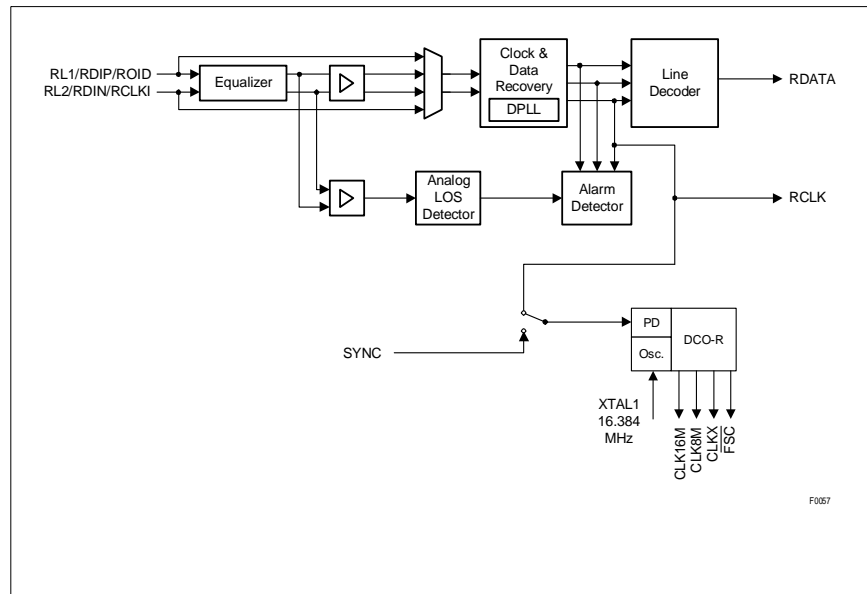 RL1/RDIP/ROID
RL2/RDIN/RCLKI
Equalizer
Clock &
Data
Recovery
DPLL
Line
Decoder
RDATA
Analog
LOS
Detector
Alarm
Detector
RCLK
SYNC
PD
Osc.
DCO-R
XTAL1
16.384
MHz
CLK16M
CLK8M
CLKX
FSC
F0057